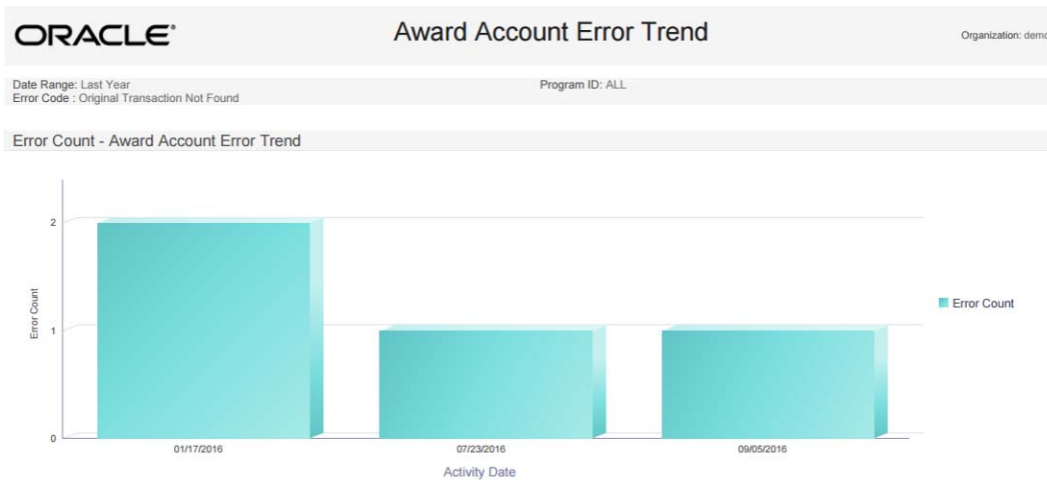 ORACLE®
Award Account Error Trend
Organization: demo
Date Range: Last Year
Program ID: ALL
Error Code : Original Transaction Not Found
Error Count - Award Account Error Trend
2
1
0
Error Count
01/17/2016
07/23/2016
09/05/2016
Activity Date
Error Count